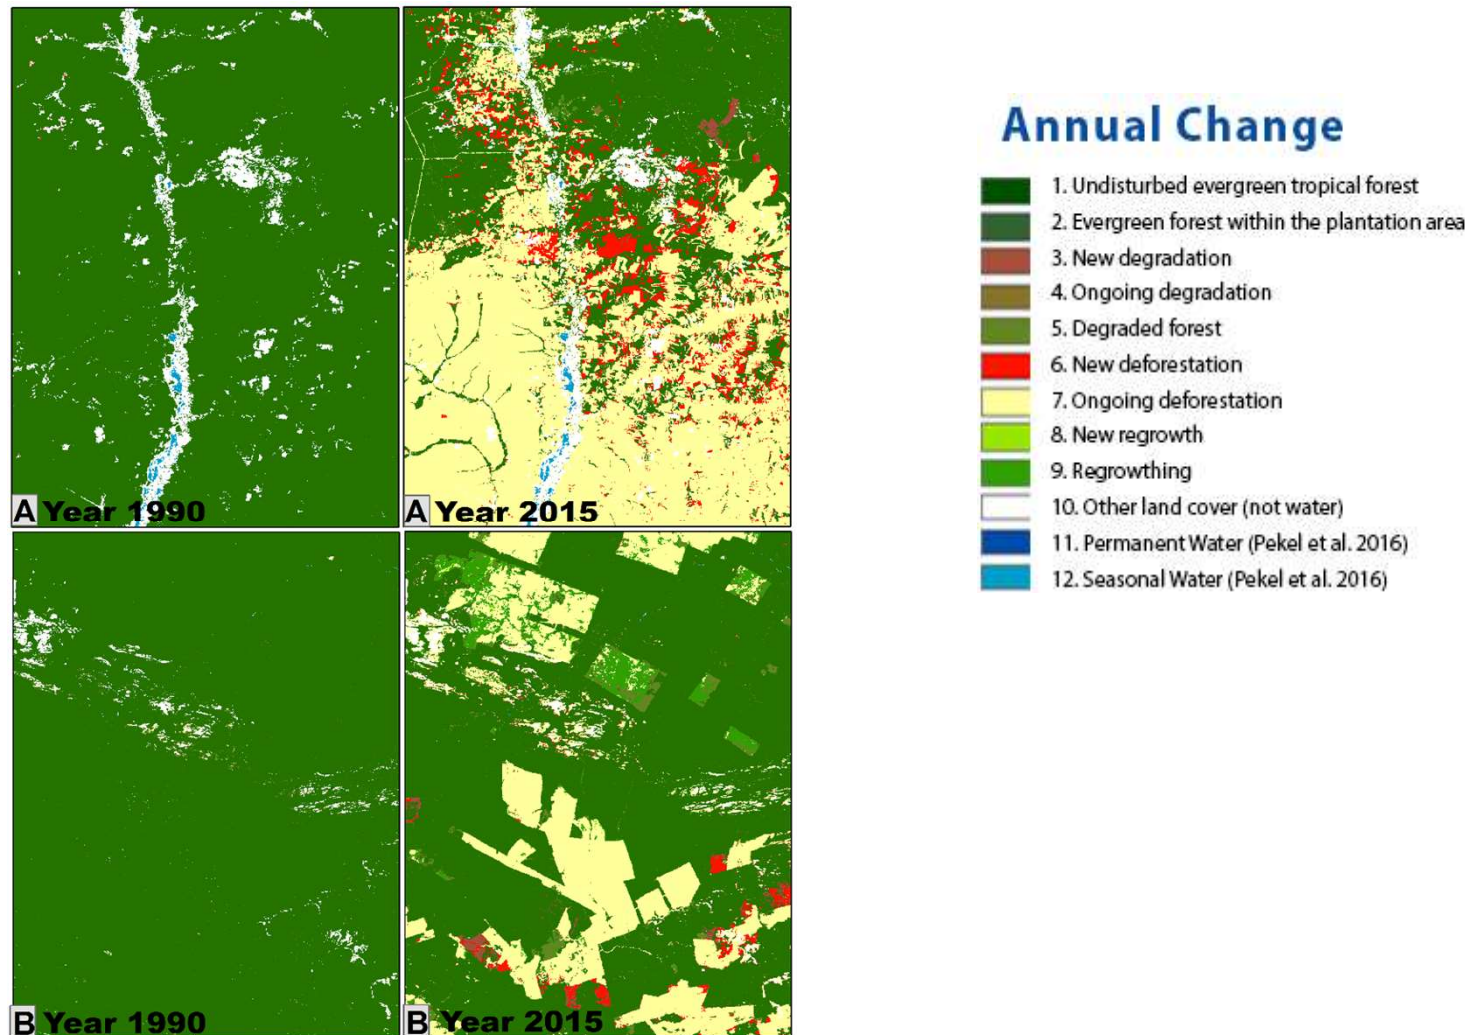 A Year 1990
A Year 2015
B Year 1990
B Year 2015
Annual Change
1. Undisturbed evergreen tropical forest
2. Evergreen forest within the plantation area
3. New degradation
4. Ongoing degradation
5. Degraded forest
6. New deforestation
7. Ongoing deforestation
8. New regrowth
9. Regrowthing
10. Other land cover (not water)
11. Permanent Water (Pekel et al. 2016)
12. Seasonal Water (Pekel et al. 2016)